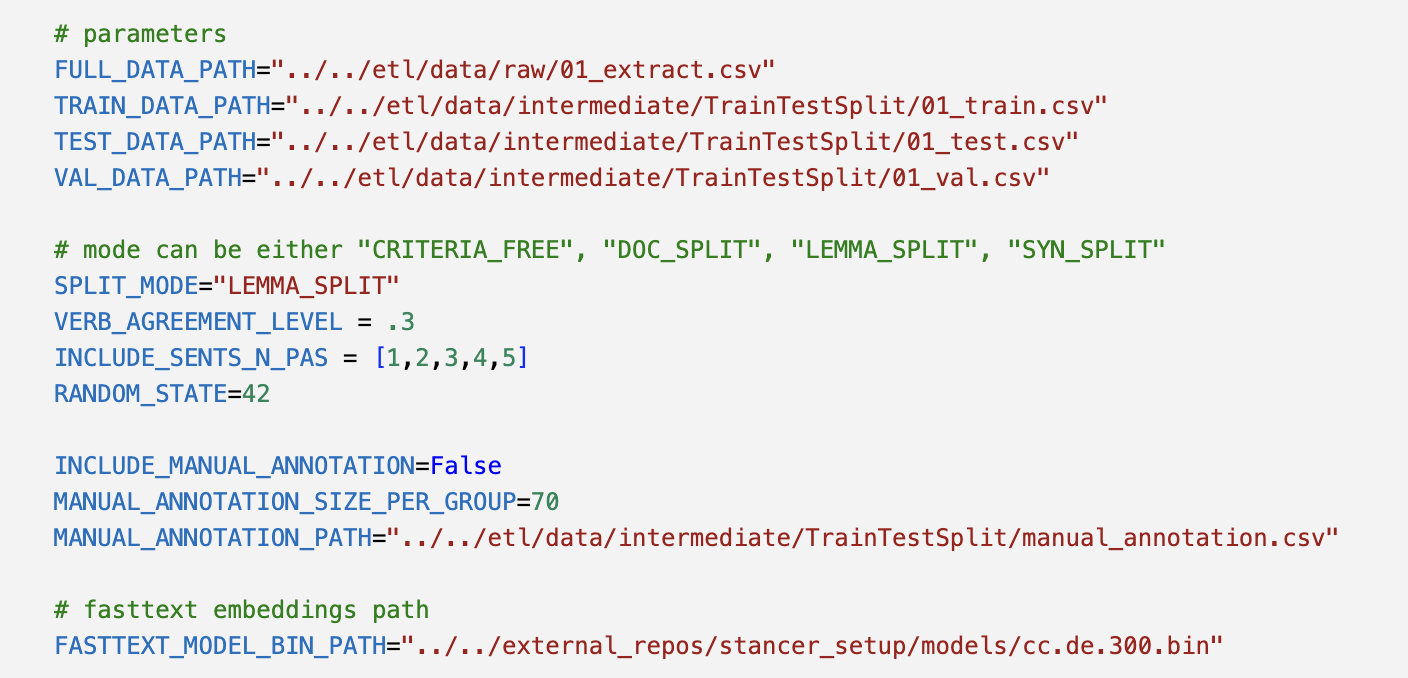 # parameters
FULL_DATA_PATH="../../etl/data/raw/01_extract.csv"
TRAIN_DATA_PATH="../../etl/data/intermediate/TrainTestSplit/01_train.csv"
TEST_DATA_PATH="../../etl/data/intermediate/TrainTestSplit/01_test.csv"
VAL_DATA_PATH="../../etl/data/intermediate/TrainTestSplit/01_val.csv"
# mode can be either "CRITERIA_FREE", "DOC_SPLIT", "LEMMA_SPLIT", "SYN_SPLIT"
SPLIT_MODE="LEMMA_SPLIT"
VERB_AGREEMENT_LEVEL = .3
INCLUDE_SENTS_N_PAS = [1,2,3,4,5]
RANDOM_STATE=42
INCLUDE_MANUAL_ANNOTATION=False
MANUAL_ANNOTATION_SIZE_PER_GROUP=70
MANUAL_ANNOTATION_PATH="../../etl/data/intermediate/TrainTestSplit/manual_annotation.csv"
# fasttext embeddings path
FASTTEXT_MODEL_BIN_PATH="../../external_repos/stancer_setup/models/cc.de.300.bin"